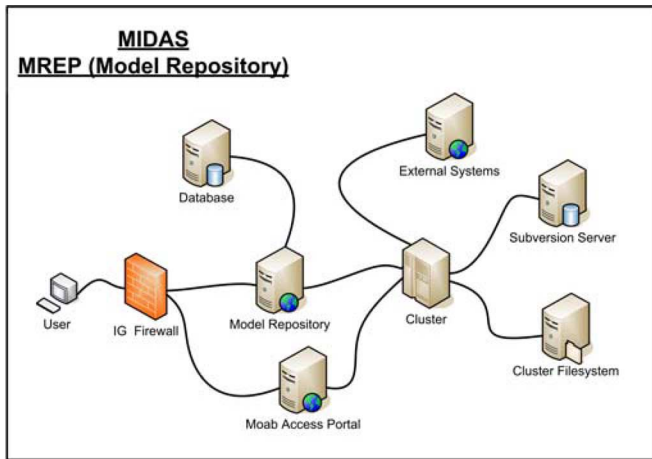 MIDAS
MREP (Model Repository)
Database
External Systems
Subversion Server
User
IG Firewall
Model Repository
Cluster
Cluster Filesystem
Moab Access Portal